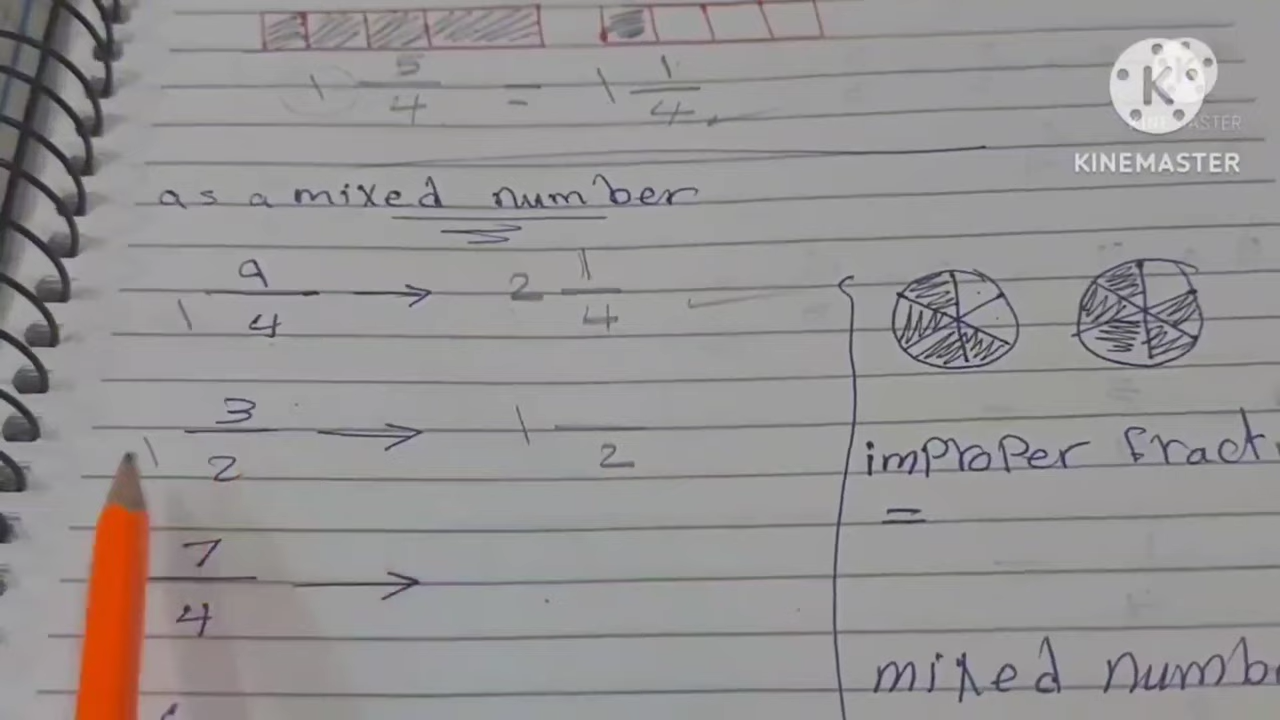 1 5/4 = 1 1/4
KINEMASTER
as a mixed number
1 9/4 → 2 1/4
1 3/2 → 1 /2
7/4 →
improper fract
=
mixed numb